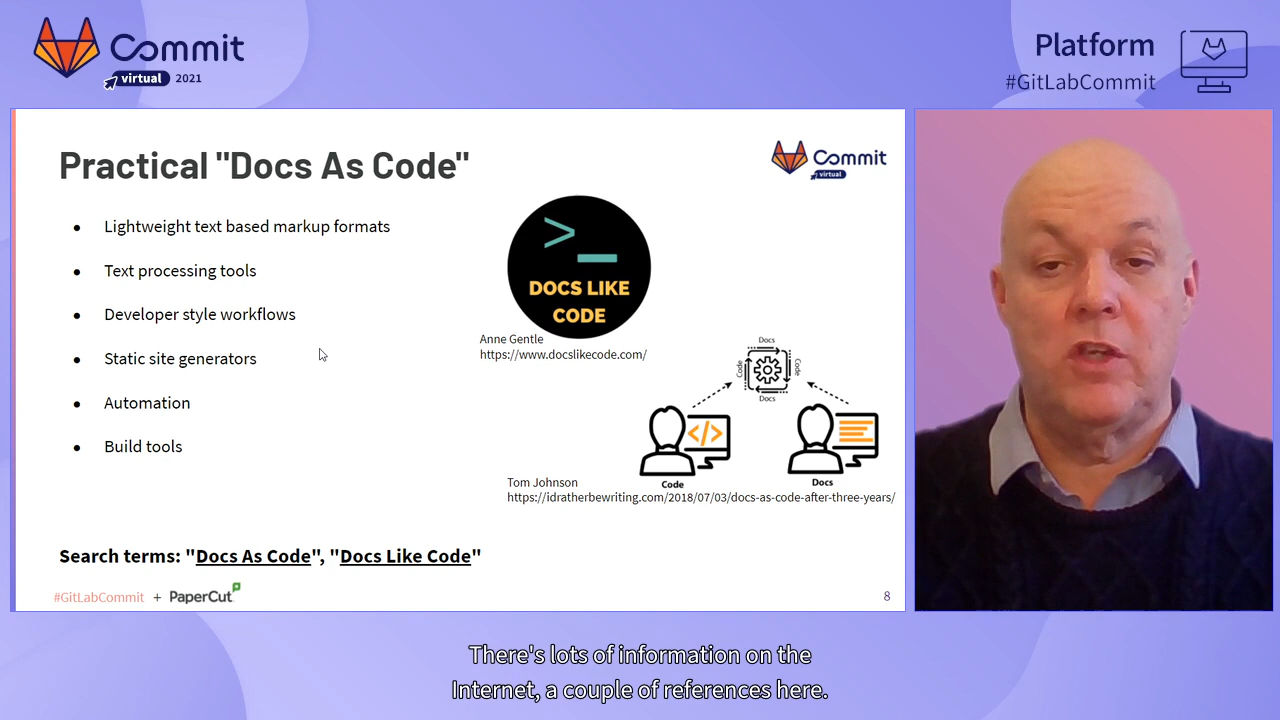 Commit
virtual 2021
Platform
#GitLabCommit
Practical "Docs As Code"
Commit
virtual
• Lightweight text based markup formats
• Text processing tools
• Developer style workflows
• Static site generators
• Automation
• Build tools
>_
DOCS LIKE
CODE
Anne Gentle
https://www.docslikecode.com/
Docs
Code
Code
Docs
</>
Code
Docs
Tom Johnson
https://idratherbewriting.com/2018/07/03/docs-as-code-after-three-years/
Search terms: "Docs As Code", "Docs Like Code"
#GitLabCommit + PaperCut
8
There's lots of information on the
Internet, a couple of references here.